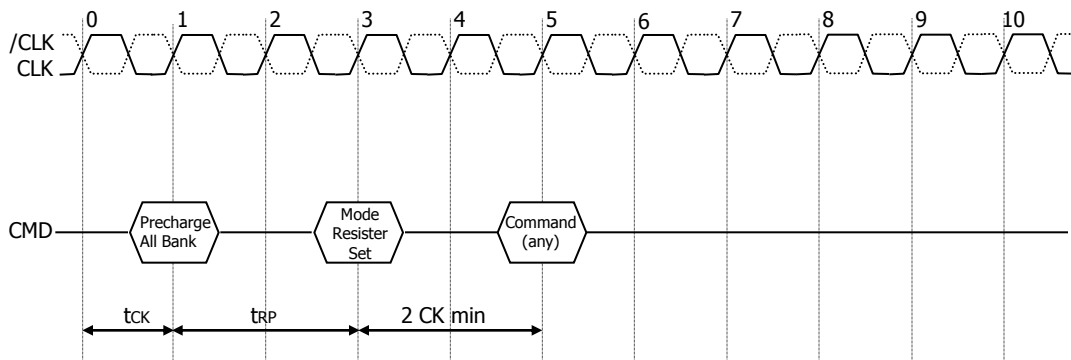 0 1 2 3 4 5 6 7 8 9 10
/CLK
CLK
CMD
Precharge
All Bank
Mode
Resister
Set
Command
(any)
tCK
tRP
2 CK min